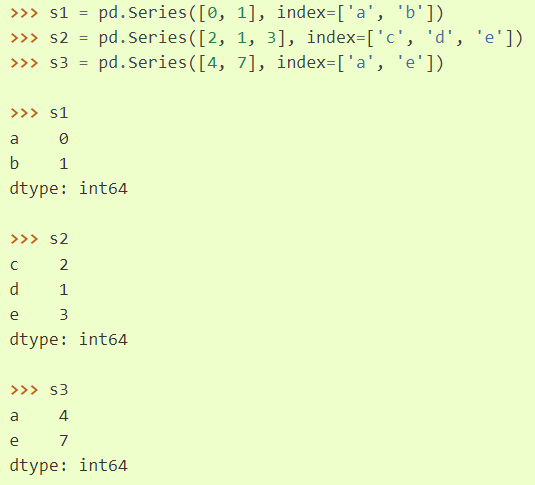 >>> s1 = pd.Series([0, 1], index=['a', 'b'])
>>> s2 = pd.Series([2, 1, 3], index=['c', 'd', 'e'])
>>> s3 = pd.Series([4, 7], index=['a', 'e'])
>>> s1
a    0
b    1
dtype: int64
>>> s2
c    2
d    1
e    3
dtype: int64
>>> s3
a    4
e    7
dtype: int64